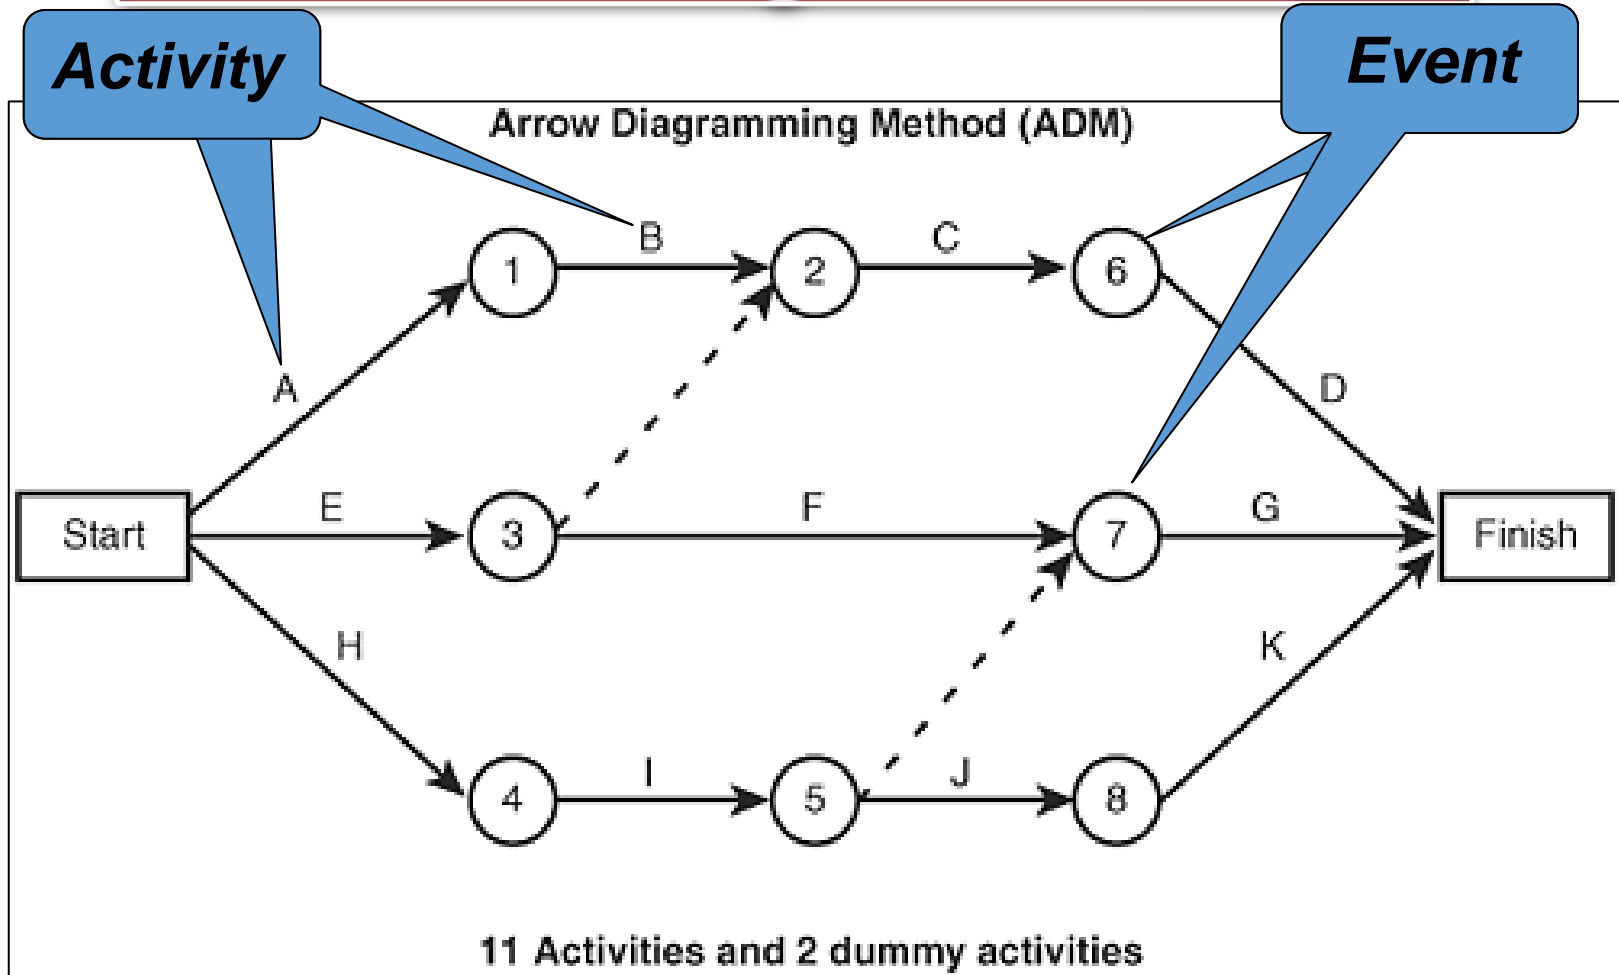 Activity
Event
Arrow Diagramming Method (ADM)
B
C
1
2
6
A
D
E
F
G
Start
3
7
Finish
H
K
I
J
4
5
8
11 Activities and 2 dummy activities